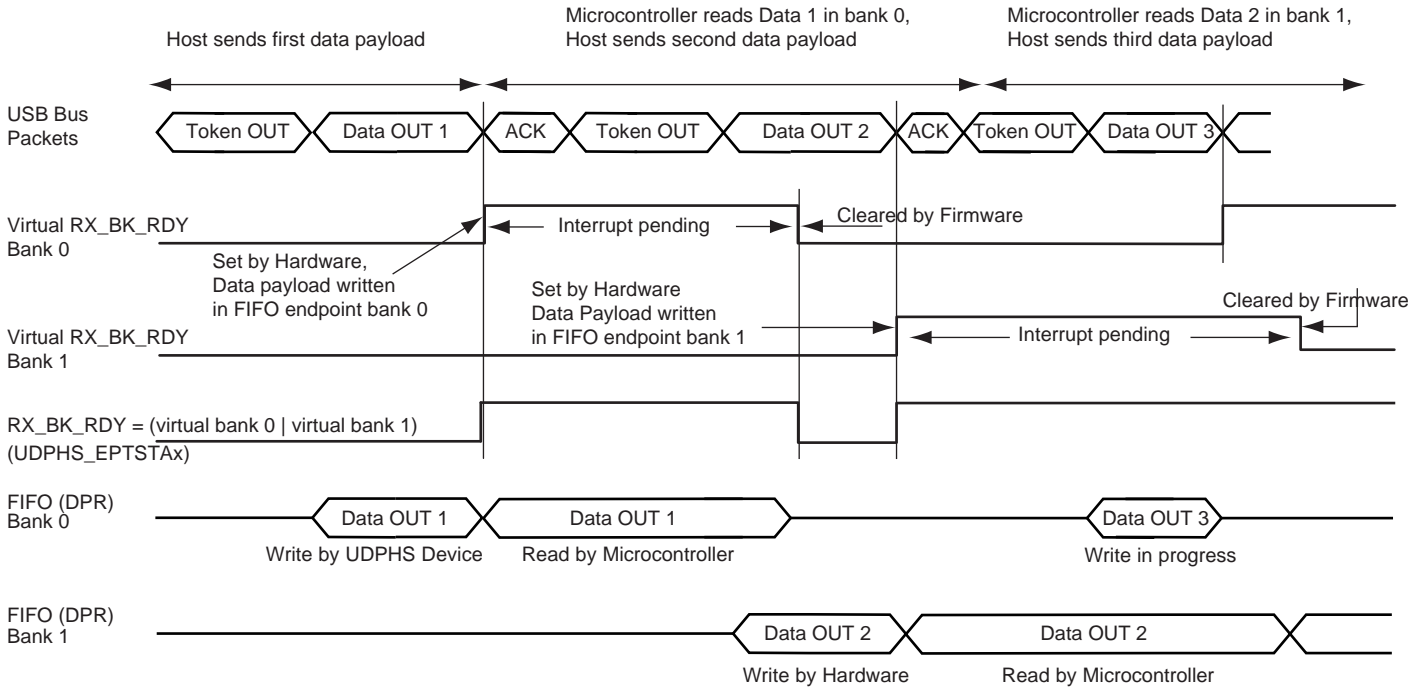 Host sends first data payload
Microcontroller reads Data 1 in bank 0,
Host sends second data payload
Microcontroller reads Data 2 in bank 1,
Host sends third data payload
USB Bus
Packets
Token OUT
Data OUT 1
ACK
Token OUT
Data OUT 2
ACK
Token OUT
Data OUT 3
Virtual RX_BK_RDY
Bank 0
Interrupt pending
Cleared by Firmware
Set by Hardware,
Data payload written
in FIFO endpoint bank 0
Set by Hardware
Data Payload written
in FIFO endpoint bank 1
Cleared by Firmware
Virtual RX_BK_RDY
Bank 1
Interrupt pending
RX_BK_RDY = (virtual bank 0 | virtual bank 1)
(UDPHS_EPTSTAx)
FIFO (DPR)
Bank 0
Data OUT 1
Data OUT 1
Data OUT 3
Write by UDPHS Device
Read by Microcontroller
Write in progress
FIFO (DPR)
Bank 1
Data OUT 2
Data OUT 2
Write by Hardware
Read by Microcontroller